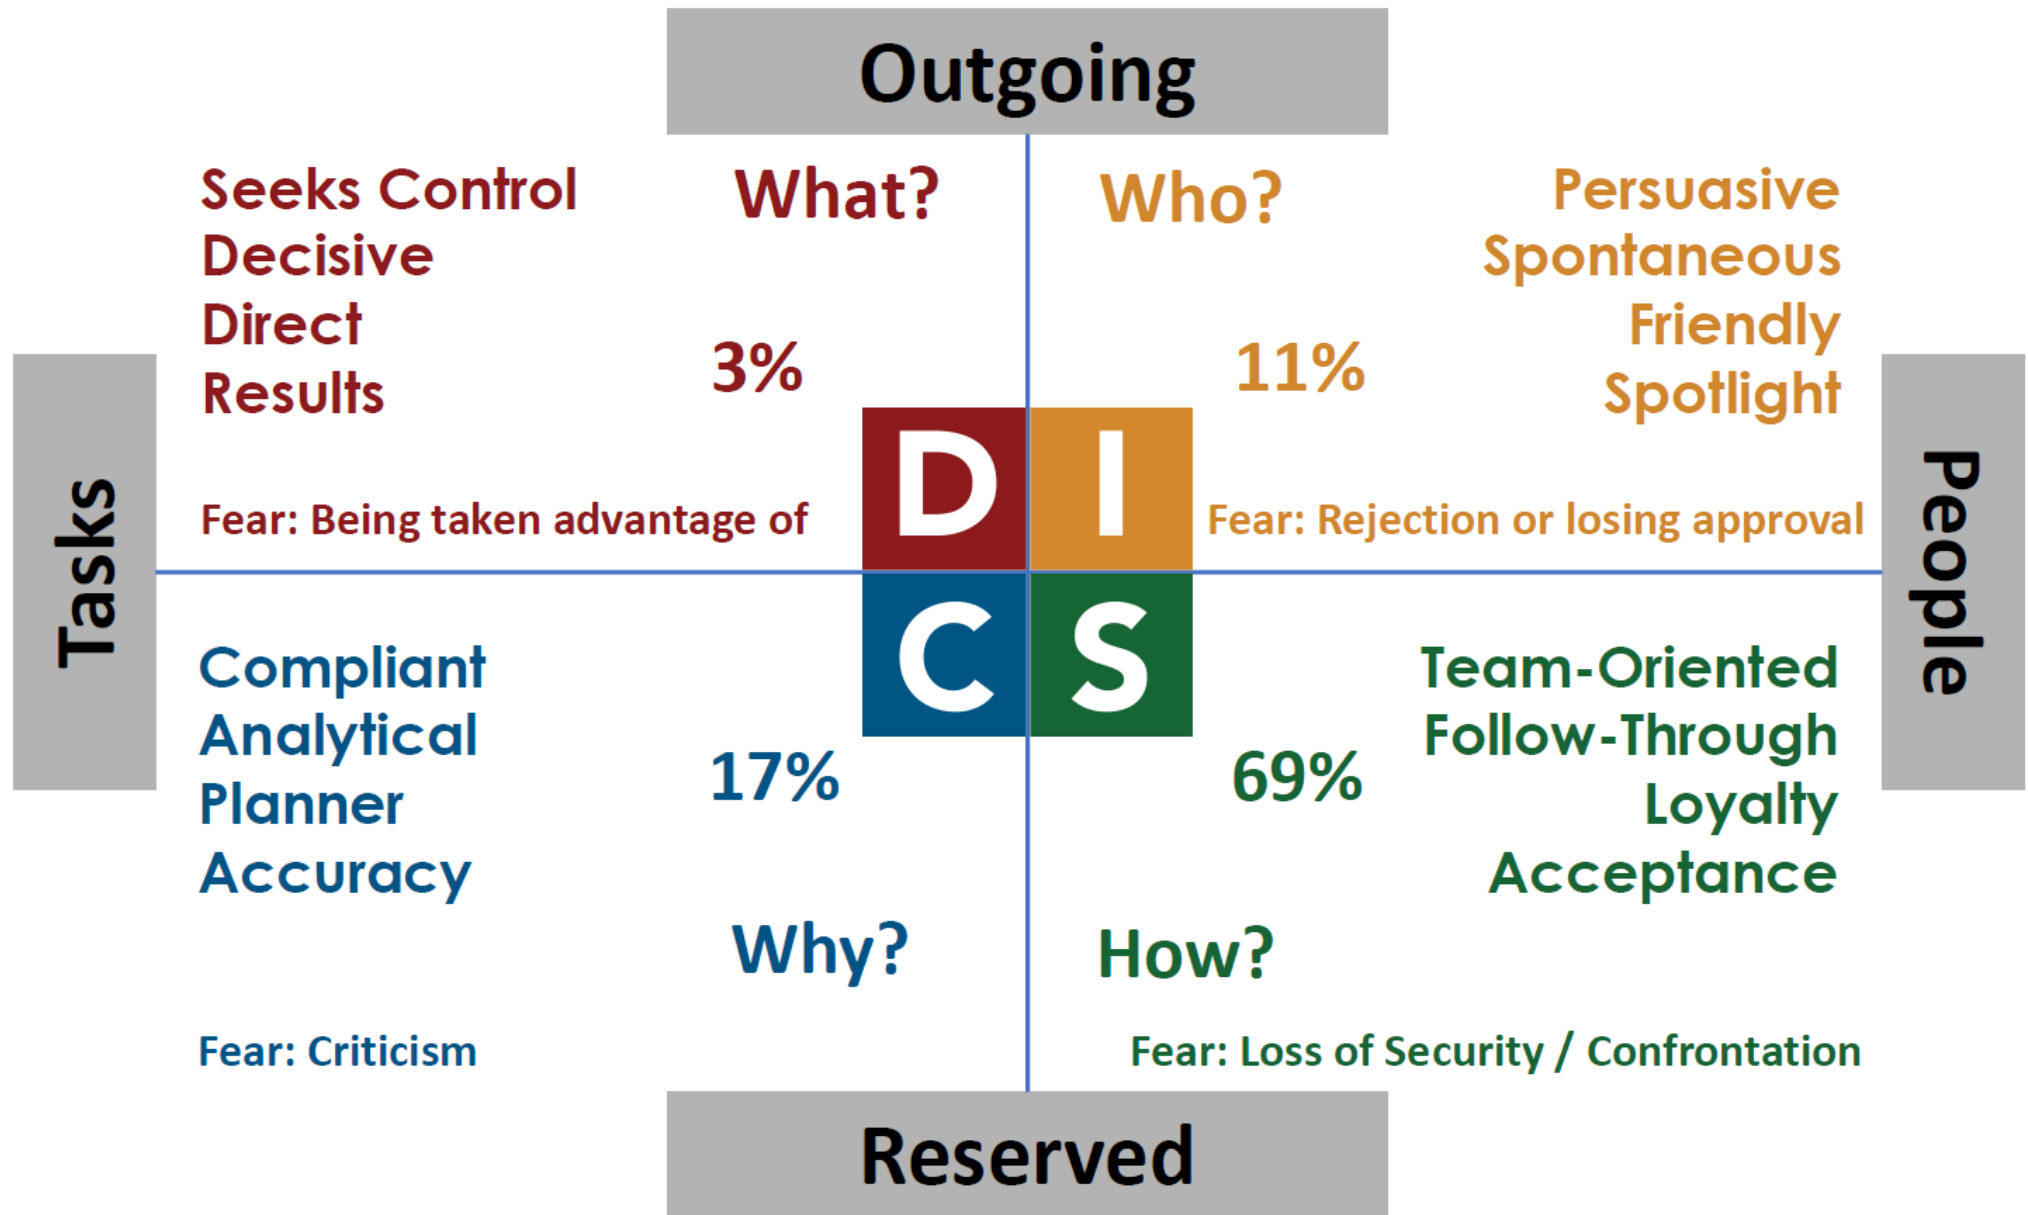 Outgoing
Seeks Control
Decisive
Direct
Results
What?
3%
Fear: Being taken advantage of
Who?
11%
Persuasive
Spontaneous
Friendly
Spotlight
Fear: Rejection or losing approval
D I
C S
Tasks
People
Compliant
Analytical
Planner
Accuracy
17%
Why?
Fear: Criticism
69%
How?
Team-Oriented
Follow-Through
Loyalty
Acceptance
Fear: Loss of Security / Confrontation
Reserved